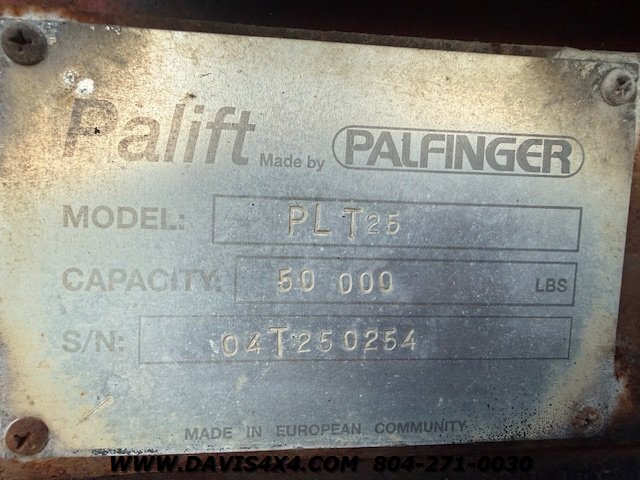 Palift Made by PALFINGER
MODEL: PLT25
CAPACITY: 50 000 LBS
S/N: 04T250254
MADE IN EUROPEAN COMMUNITY
WWW.DAVIS4X4.COM 804-271-0030